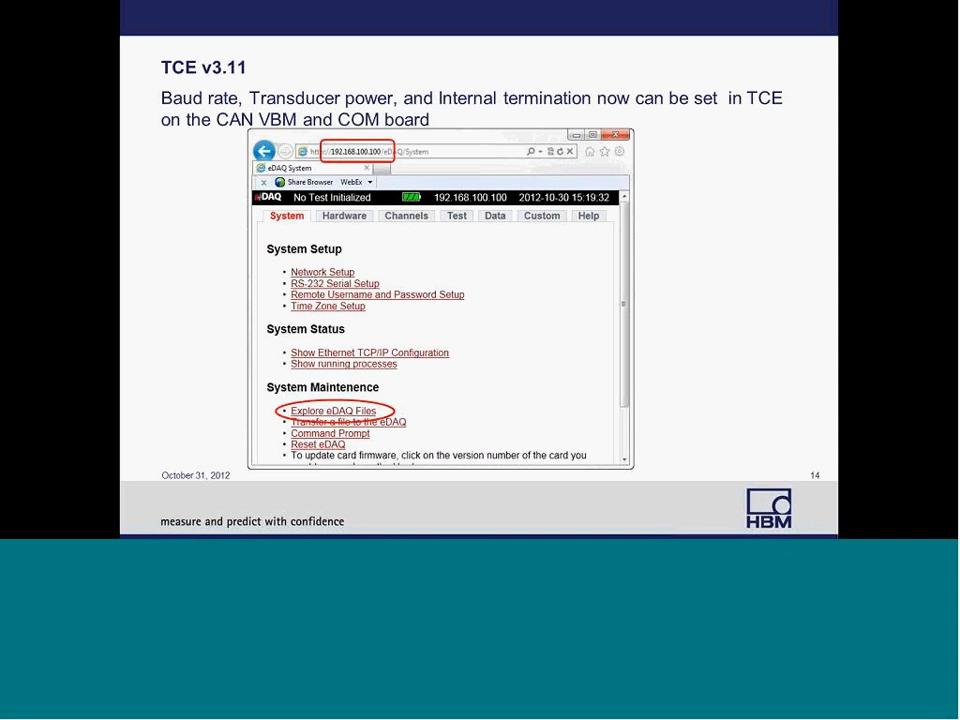 TCE v3.11
Baud rate, Transducer power, and Internal termination now can be set in TCE
on the CAN VBM and COM board
192.168.100.100/eDAQ/System
eDAQ System
x Share Browser WebEx
eDAQ No Test Initialized 192.168.100.100 2012-10-30 15:19.32
System Hardware Channels Test Data Custom Help
System Setup
• Network Setup
• RS-232 Serial Setup
• Remote Username and Password Setup
• Time Zone Setup
System Status
• Show Ethernet TCP/IP Configuration
• Show running processes
System Maintenence
• Explore eDAQ Files
• Transfer a file to the eDAQ
• Command Prompt
• Reset eDAQ
• To update card firmware, click on the version number of the card you
October 31, 2012
14
measure and predict with confidence
HBM